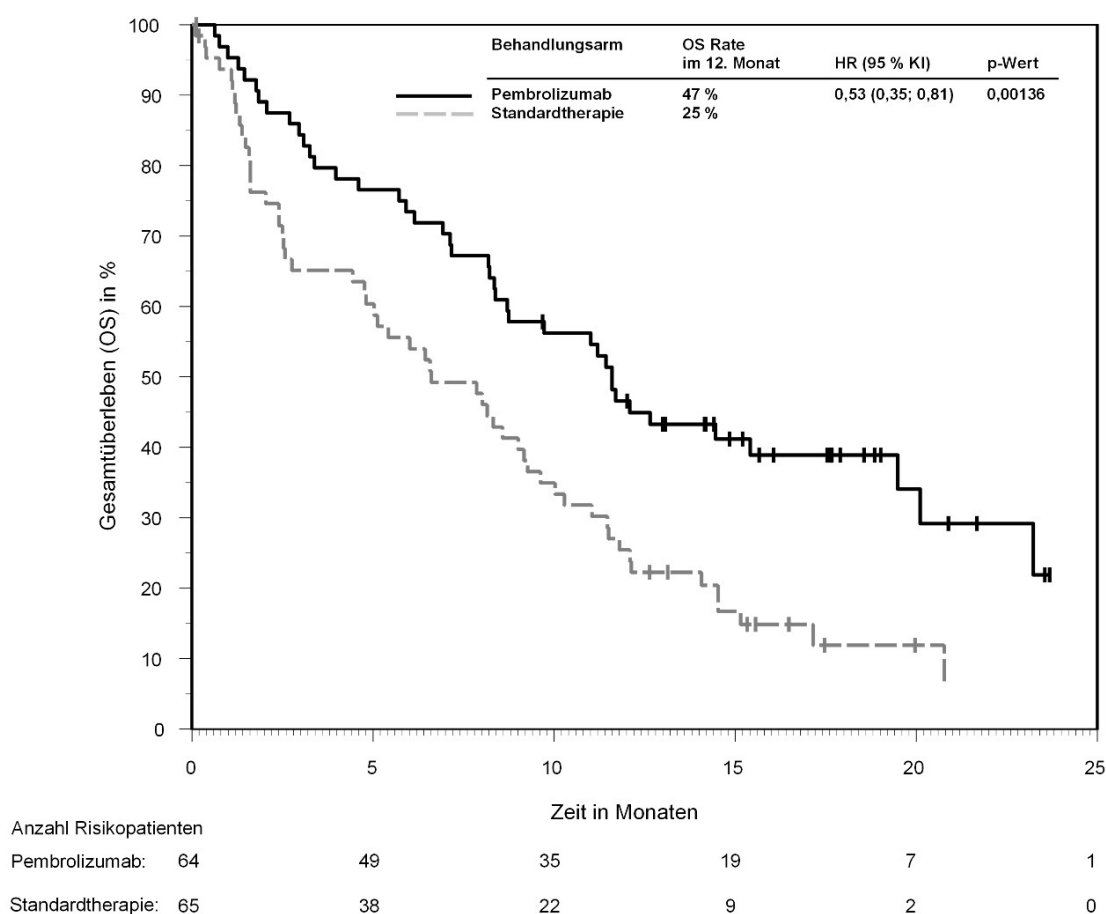 Behandlungsarm OS Rate im 12. Monat HR (95 % KI) p-Wert
Pembrolizumab 47 % 0,53 (0,35; 0,81) 0,00136
Standardtherapie 25 %
Gesamtüberleben (OS) in %
100
90
80
70
60
50
40
30
20
10
0
0 5 10 15 20 25
Zeit in Monaten
Anzahl Risikopatienten
Pembrolizumab: 64 49 35 19 7 1
Standardtherapie: 65 38 22 9 2 0